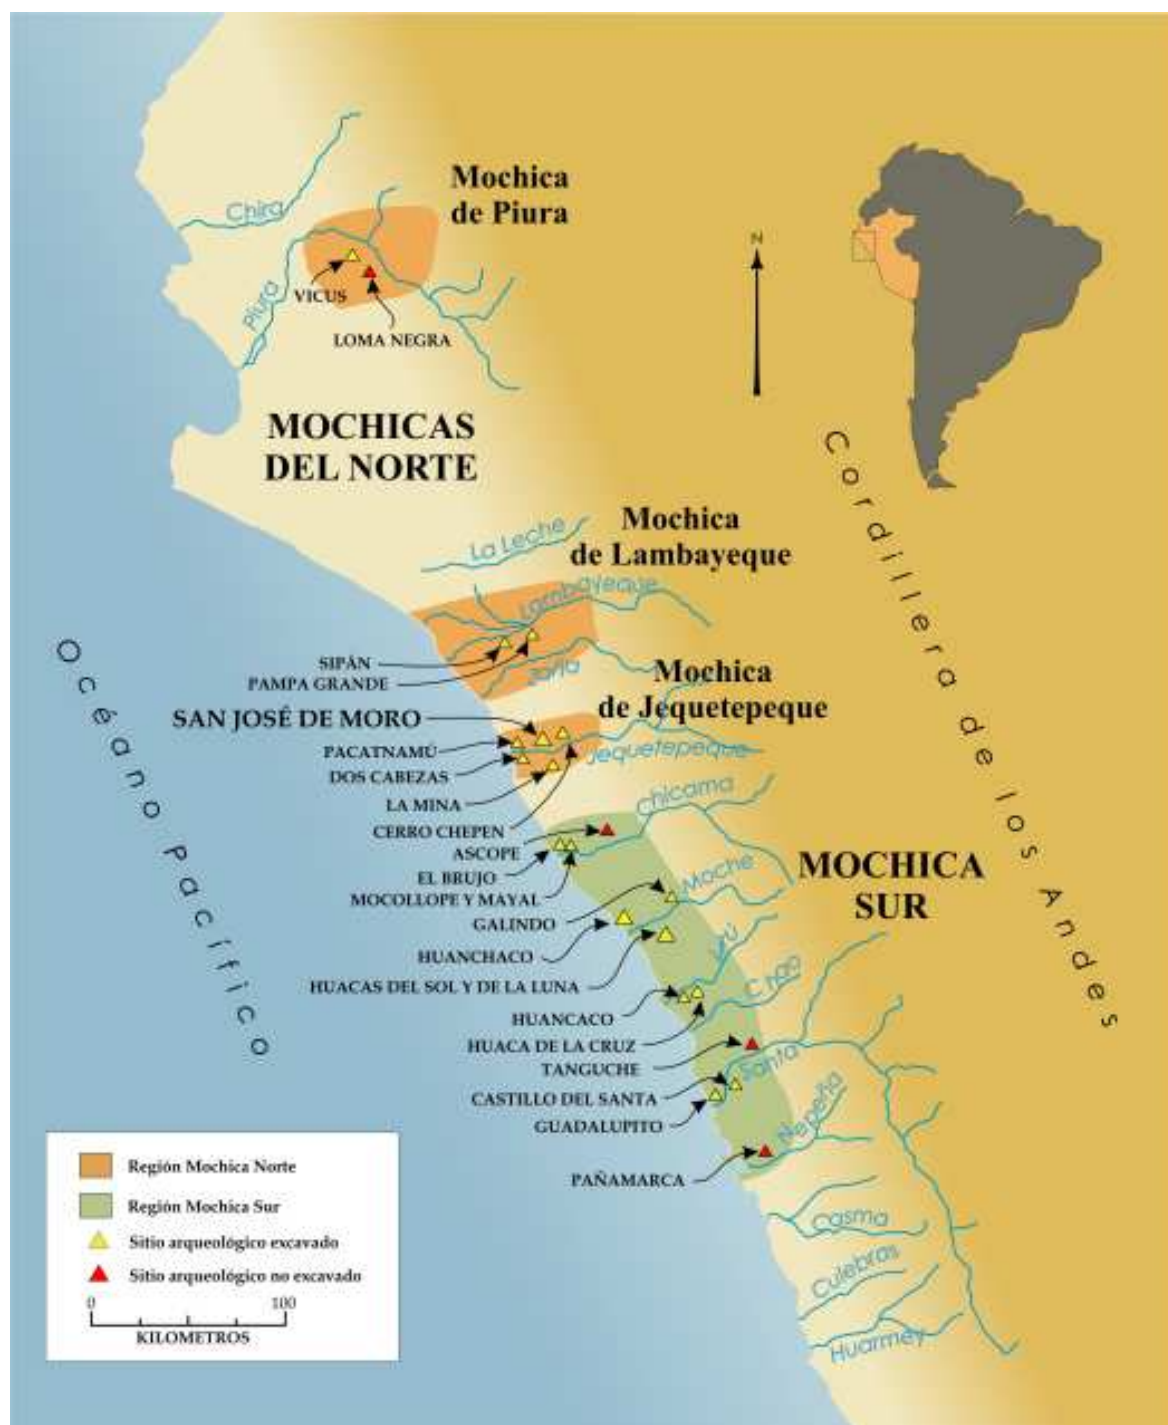 Mochica
de Piura
Chira
Piura
VICUS
LOMA NEGRA
N
MOCHICAS
DEL NORTE
Cordillera de los Andes
Mochica
de Lambayeque
La Leche
Lambayeque
Zaña
SIPÁN
PAMPA GRANDE
Océano Pacífico
Mochica
de Jequetepeque
SAN JOSÉ DE MORO
PACATNAMÚ
Jequetepeque
DOS CABEZAS
LA MINA
Chicama
CERRO CHEPEN
ASCOPE
EL BRUJO
MOCOLLOPE Y MAYAL
Moche
MOCHICA
SUR
GALINDO
HUANCHACO
Virú
HUACAS DEL SOL Y DE LA LUNA
Chao
HUANCACO
HUACA DE LA CRUZ
TANGUCHE
Santa
CASTILLO DEL SANTA
GUADALUPITO
Nepeña
PAÑAMARCA
Casma
Culebras
Huarmey
Región Mochica Norte
Región Mochica Sur
Sitio arqueológico excavado
Sitio arqueológico no excavado
0 100
KILOMETROS